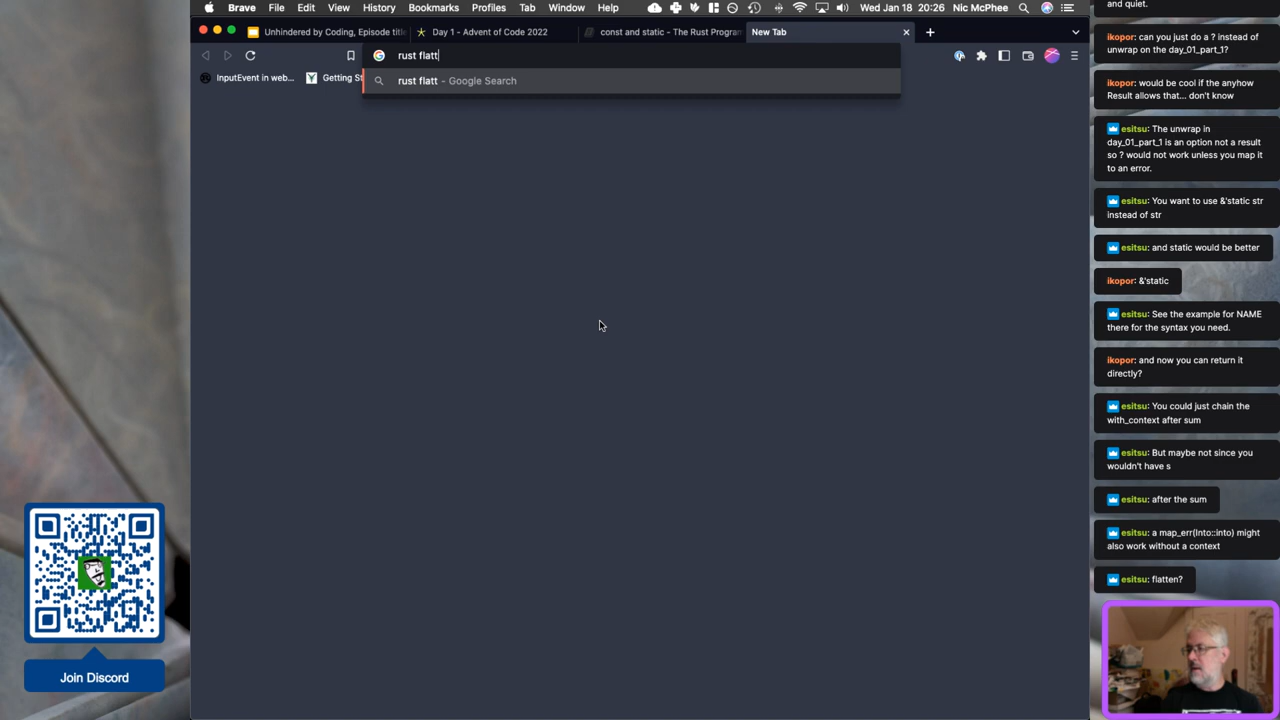 Brave File Edit View History Bookmarks Profiles Tab Window Help Wed Jan 18 20:26 Nic McPhee
Unhindered by Coding, Episode title
Day 1 - Advent of Code 2022
const and static - The Rust Program
New Tab
rust flatt
InputEvent in web...
Getting St
rust flatt - Google Search
and quiet.
ikopor: can you just do a ? instead of
unwrap on the day_01_part_1?
ikopor: would be cool if the anyhow
Result allows that... don't know
esitsu: The unwrap in
day_01_part_1 is an option not a result
so ? would not work unless you map it
to an error.
esitsu: You want to use &'static str
instead of str
esitsu: and static would be better
ikopor: &'static
esitsu: See the example for NAME
there for the syntax you need.
ikopor: and now you can return it
directly?
esitsu: You could just chain the
with_context after sum
esitsu: But maybe not since you
wouldn't have s
esitsu: after the sum
esitsu: a map_err(Into::into) might
also work without a context
esitsu: flatten?
Join Discord